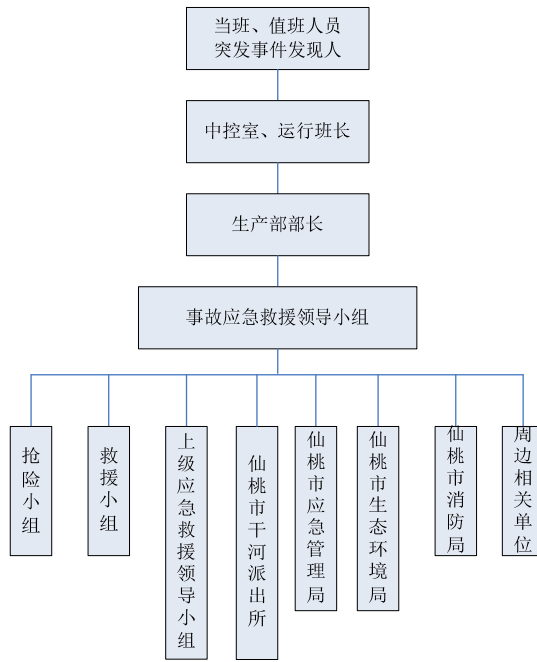 当班、值班人员
突发事件发现人
中控室、运行班长
生产部部长
事故应急救援领导小组
抢险小组
救援小组
上级应急救援领导小组
仙桃市干河派出所
仙桃市应急管理局
仙桃市生态环境局
仙桃市消防局
周边相关单位